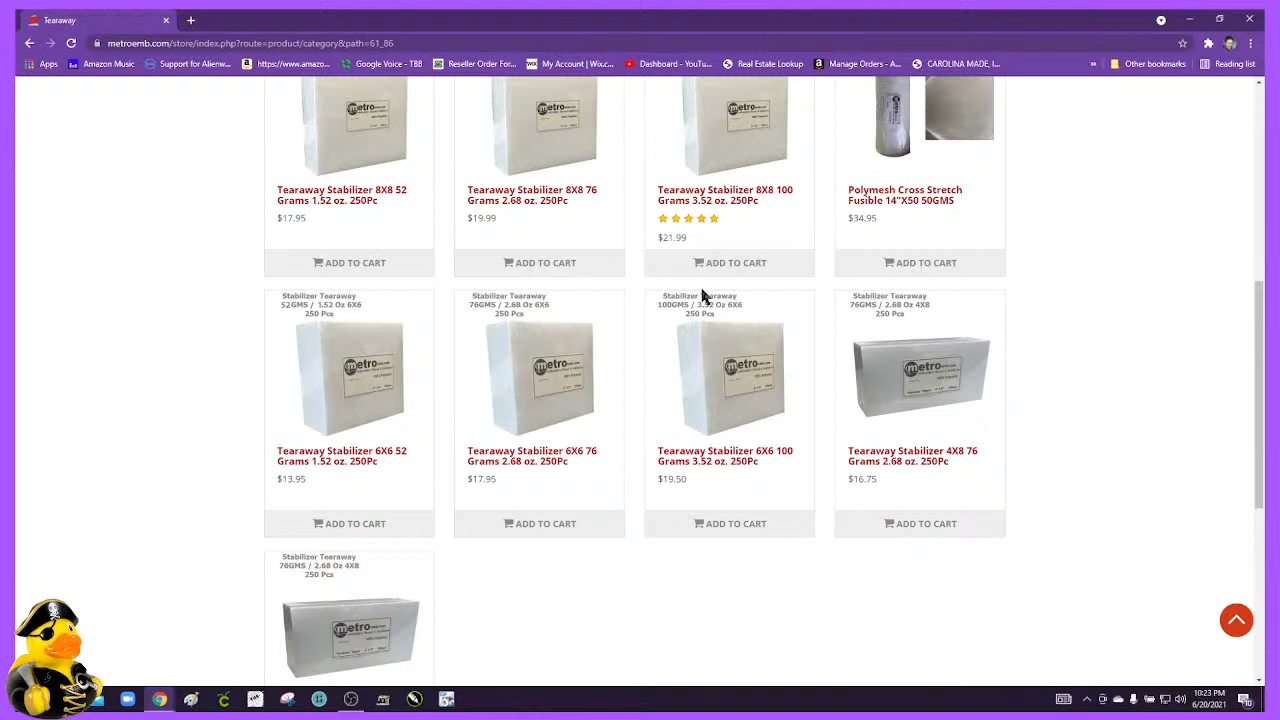 Tearaway
metroemb.com/store/index.php?route=product/category&path=61_86
Apps Amazon Music Support for Alienw... https://www.amazo... Google Voice - TBB Reseller Order For... My Account | Wix.c... Dashboard - YouTu... Real Estate Lookup Manage Orders - A... CAROLINA MADE, I... » Other bookmarks Reading list
metro metro metro
Tearaway Stabilizer 8X8 52
Grams 1.52 oz. 250Pc
$17.95
ADD TO CART
Tearaway Stabilizer 8X8 76
Grams 2.68 oz. 250Pc
$19.99
ADD TO CART
Tearaway Stabilizer 8X8 100
Grams 3.52 oz. 250Pc
$21.99
ADD TO CART
Polymesh Cross Stretch
Fusible 14"X50 50GMS
$34.95
ADD TO CART
Stabilizer Tearaway
52GMS / 1.52 Oz 6X6
250 Pcs
metro
Tearaway Stabilizer 6X6 52
Grams 1.52 oz. 250Pc
$13.95
ADD TO CART
Stabilizer Tearaway
76GMS / 2.68 Oz 6X6
250 Pcs
metro
Tearaway Stabilizer 6X6 76
Grams 2.68 oz. 250Pc
$17.95
ADD TO CART
Stabilizer Tearaway
100GMS / 3.52 Oz 6X6
250 Pcs
metro
Tearaway Stabilizer 6X6 100
Grams 3.52 oz. 250Pc
$19.50
ADD TO CART
Stabilizer Tearaway
76GMS / 2.68 Oz 4X8
250 Pcs
metro
Tearaway Stabilizer 4X8 76
Grams 2.68 oz. 250Pc
$16.75
ADD TO CART
Stabilizer Tearaway
76GMS / 2.68 Oz 4X8
250 Pcs
metro
10:23 PM
6/20/2021